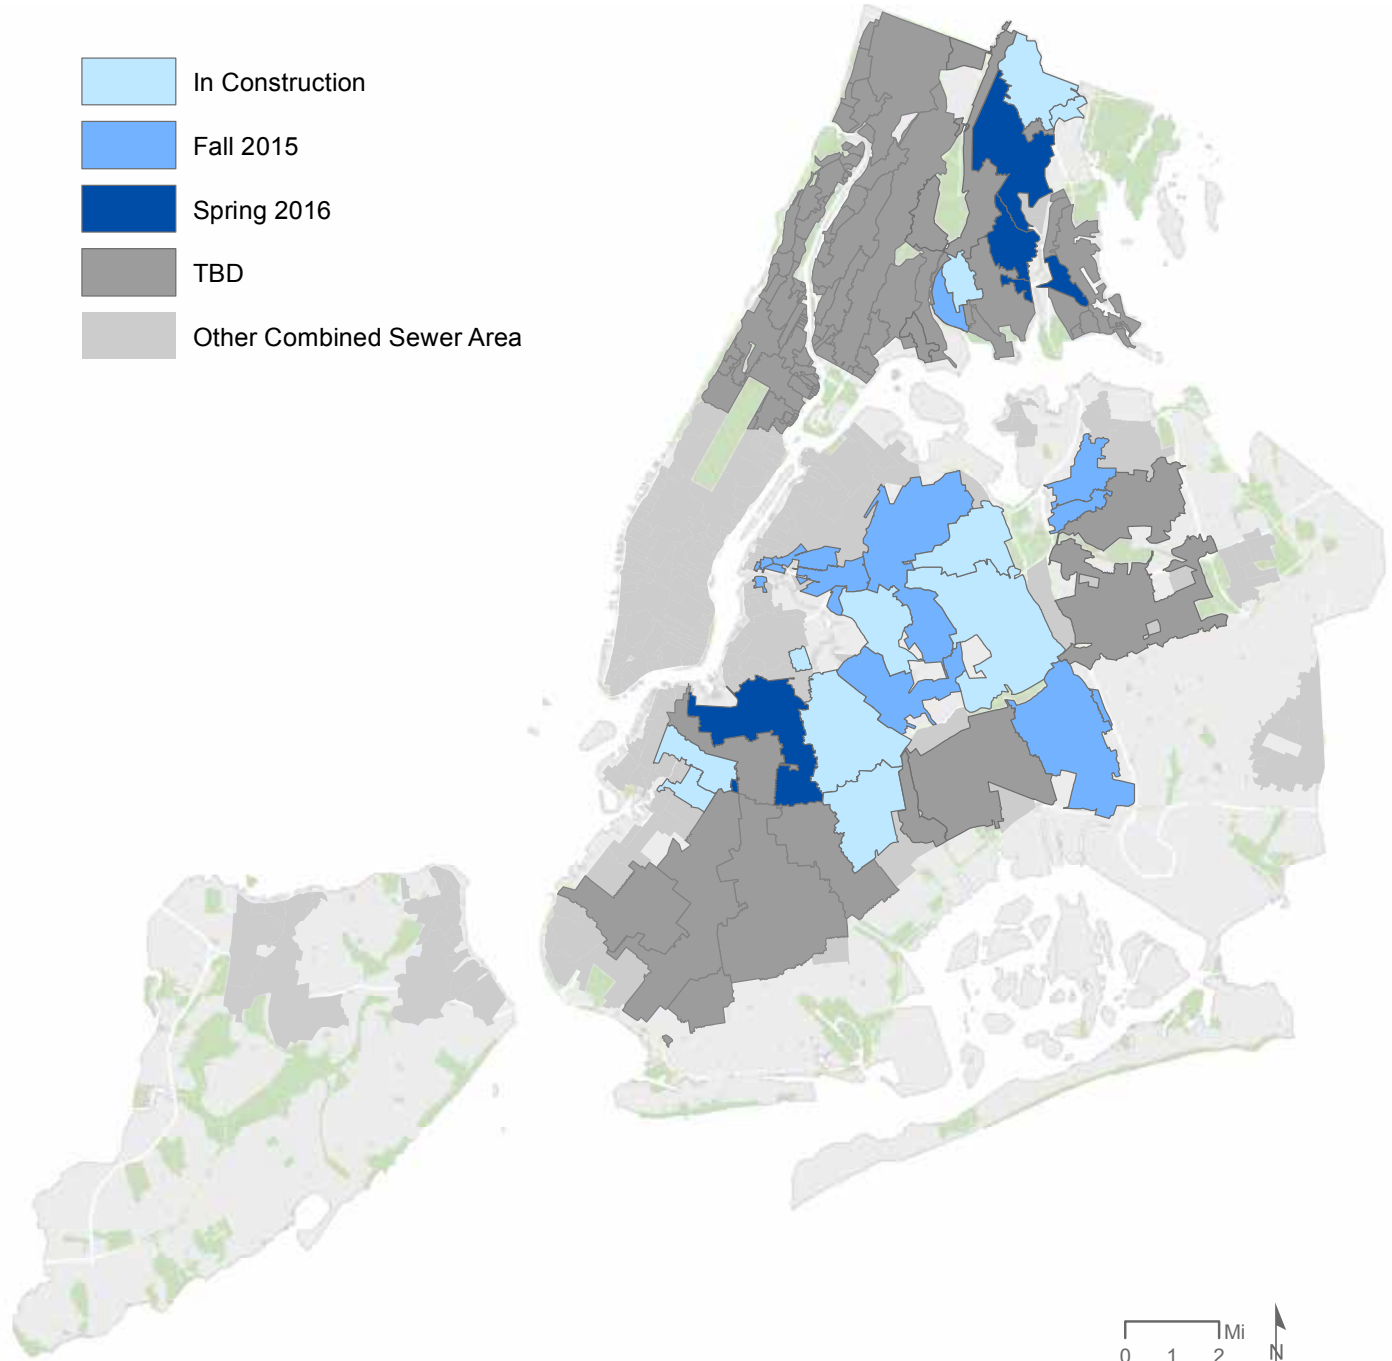 In Construction
Fall 2015
Spring 2016
TBD
Other Combined Sewer Area
Mi
0 1 2
N